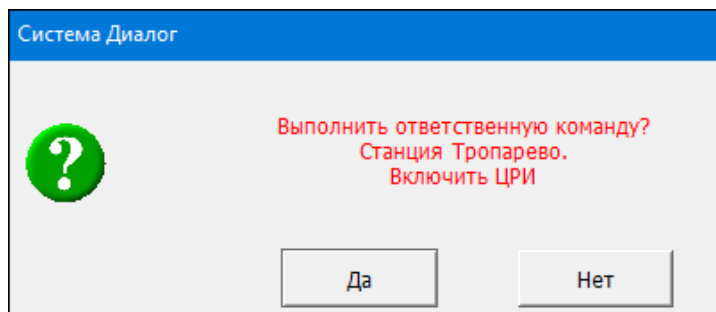 Система Диалог
Выполнить ответственную команду?
Станция Тропарево.
Включить ЦРИ
Да
Нет